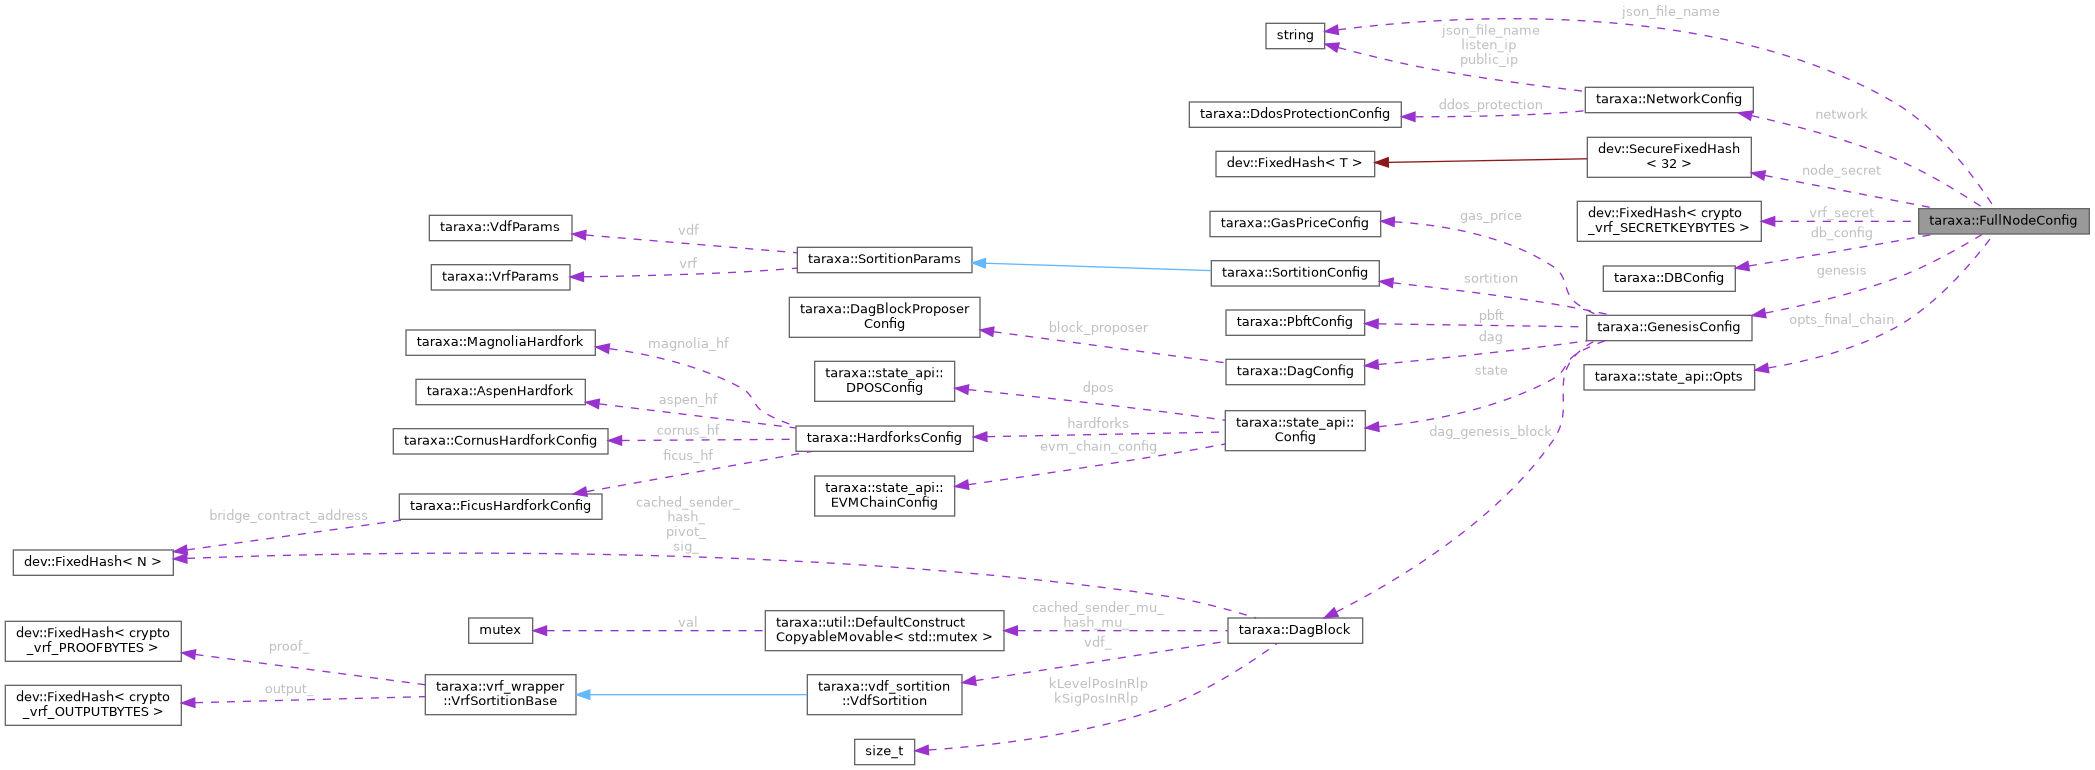 json_file_name
string
json_file_name
listen_ip
public_ip
taraxa::NetworkConfig
ddos_protection
taraxa::DdosProtectionConfig
network
dev::SecureFixedHash
< 32 >
dev::FixedHash< T >
node_secret
taraxa::GasPriceConfig
gas_price
dev::FixedHash< crypto
_vrf_SECRETKEYBYTES >
vrf_secret
taraxa::FullNodeConfig
taraxa::VdfParams
vdf
db_config
taraxa::SortitionParams
vrf
taraxa::VrfParams
taraxa::SortitionConfig
sortition
taraxa::DBConfig
genesis
taraxa::DagBlockProposer
Config
block_proposer
taraxa::PbftConfig
pbft
taraxa::GenesisConfig
opts_final_chain
taraxa::MagnoliaHardfork
magnolia_hf
dag
taraxa::DagConfig
state
taraxa::state_api::Opts
taraxa::state_api::
DPOSConfig
dpos
taraxa::AspenHardfork
aspen_hf
taraxa::state_api::
Config
hardforks
dag_genesis_block
taraxa::CornusHardforkConfig
cornus_hf
taraxa::HardforksConfig
evm_chain_config
ficus_hf
taraxa::state_api::
EVMChainConfig
taraxa::FicusHardforkConfig
bridge_contract_address
cached_sender_
hash_
pivot_
sig_
dev::FixedHash< N >
cached_sender_mu_
hash_mu_
mutex
val
taraxa::util::DefaultConstruct
CopyableMovable< std::mutex >
taraxa::DagBlock
vdf_
dev::FixedHash< crypto
_vrf_PROOFBYTES >
proof_
taraxa::vrf_wrapper
::VrfSortitionBase
taraxa::vdf_sortition
::VdfSortition
kLevelPosInRlp
kSigPosInRlp
output_
dev::FixedHash< crypto
_vrf_OUTPUTBYTES >
size_t